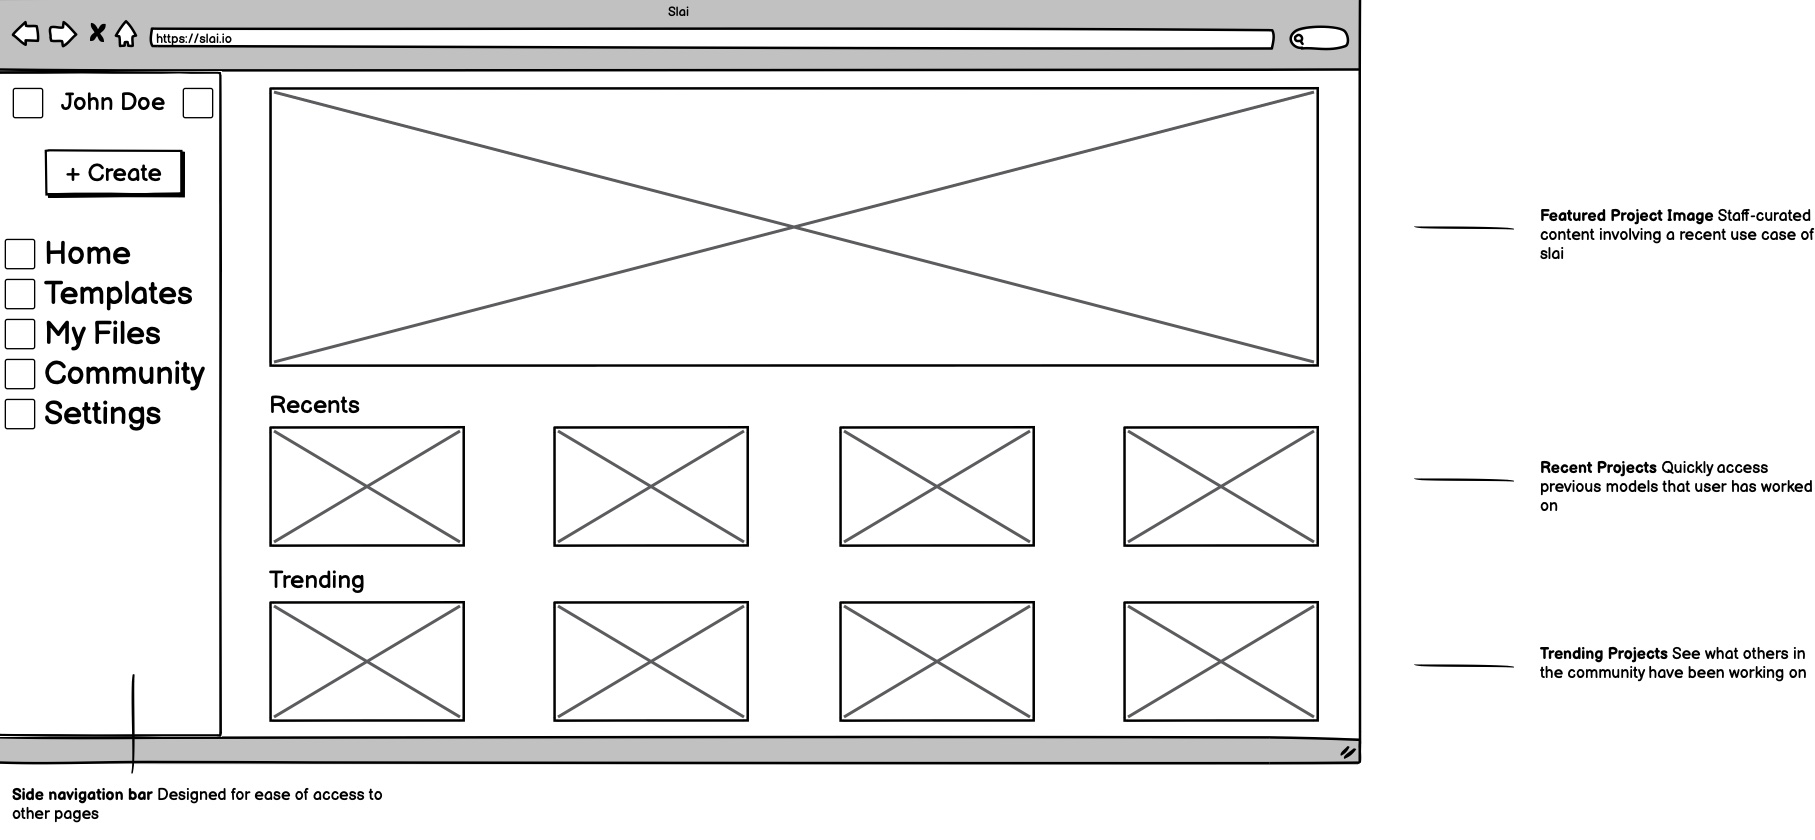 Slai
https://slai.io
John Doe
+ Create
Home
Templates
My Files
Community
Settings
Recents
Trending
Featured Project Image Staff-curated
content involving a recent use case of
slai
Recent Projects Quickly access
previous models that user has worked
on
Trending Projects See what others in
the community have been working on
Side navigation bar Designed for ease of access to
other pages